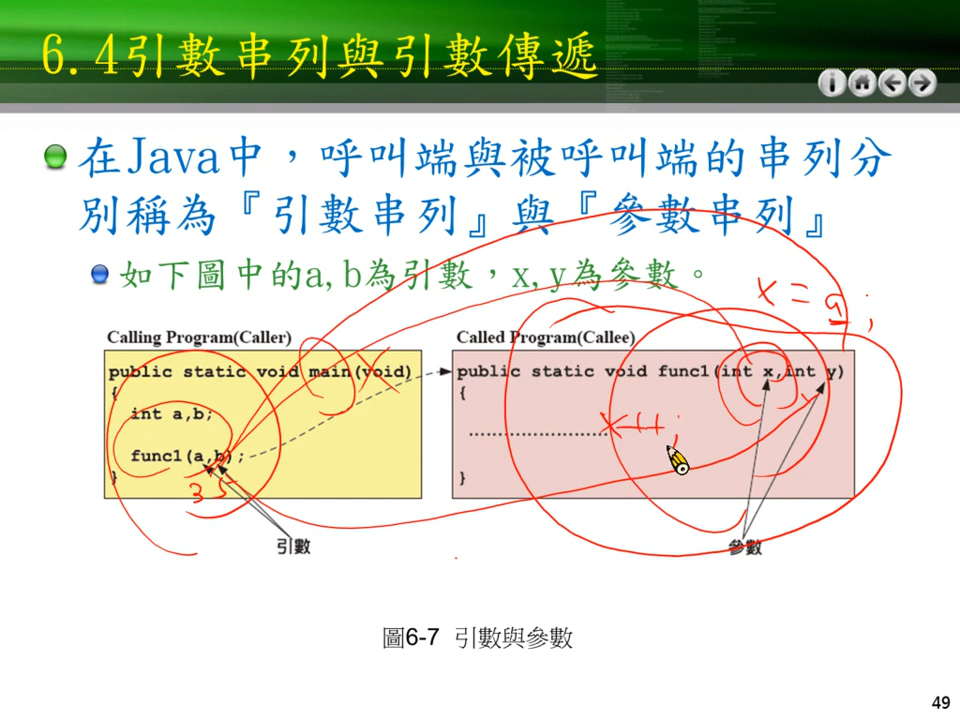 6.4引數串列與引數傳遞
在Java中，呼叫端與被呼叫端的串列分
別稱為『引數串列』與『參數串列』
如下圖中的a,b為引數，x,y為參數。
x = a ;
Calling Program(Caller)
public static void main(void)
{
int a,b;
func1(a,b);
}
3 5
引數
Called Program(Callee)
public static void func1(int x,int y)
{
.......................
x++;
}
參數
圖6-7 引數與參數
49